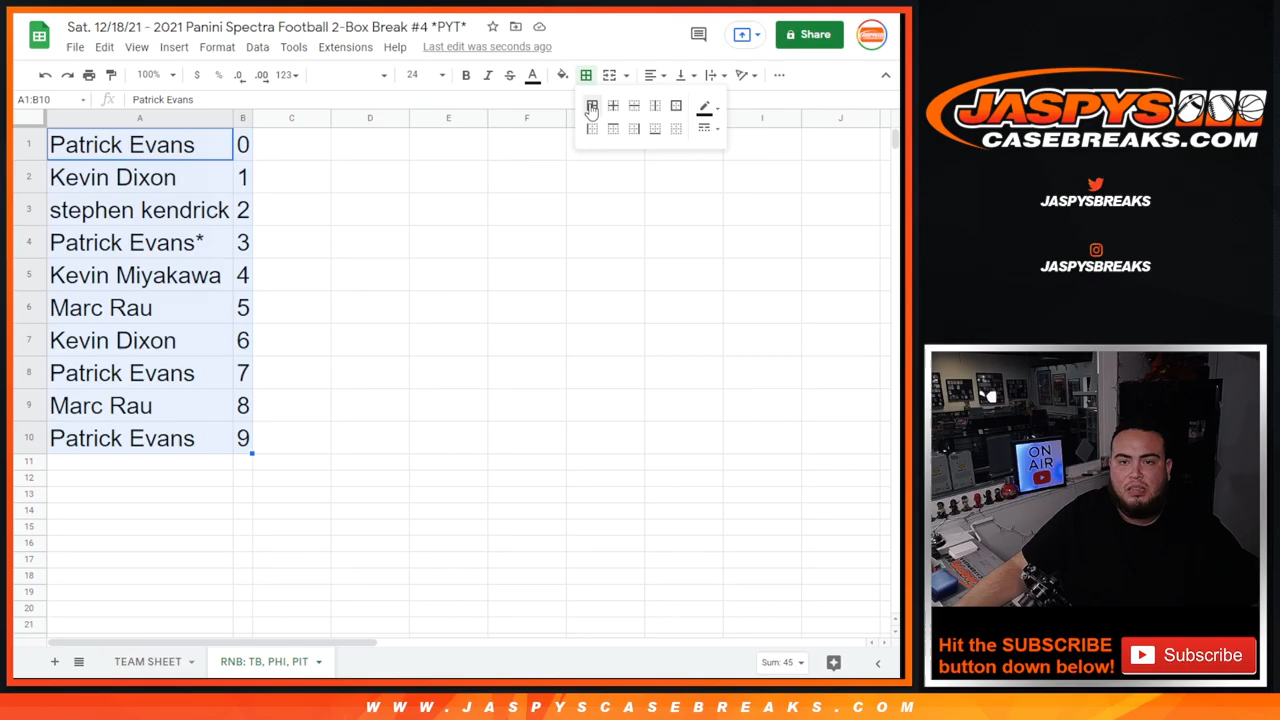 Sat. 12/18/21 - 2021 Panini Spectra Football 2-Box Break #4 *PYT*
File Edit View Insert Format Data Tools Extensions Help Last edit was seconds ago
Share
100% $ % .0 .00 123 24 B I S A
A1:B10 fx Patrick Evans
A B C D E F I J
1 Patrick Evans 0
2 Kevin Dixon 1
3 stephen kendrick 2
4 Patrick Evans* 3
5 Kevin Miyakawa 4
6 Marc Rau 5
7 Kevin Dixon 6
8 Patrick Evans 7
9 Marc Rau 8
10 Patrick Evans 9
11
12
13
14
15
16
17
18
19
20
21
TEAM SHEET RNB: TB, PHI, PIT Sum: 45
JASPYS
CASEBREAKS.COM
JASPYSBREAKS
JASPYSBREAKS
ON
AIR
Hit the SUBSCRIBE
button down below!
Subscribe
WWW.JASPYSCASEBREAKS.COM